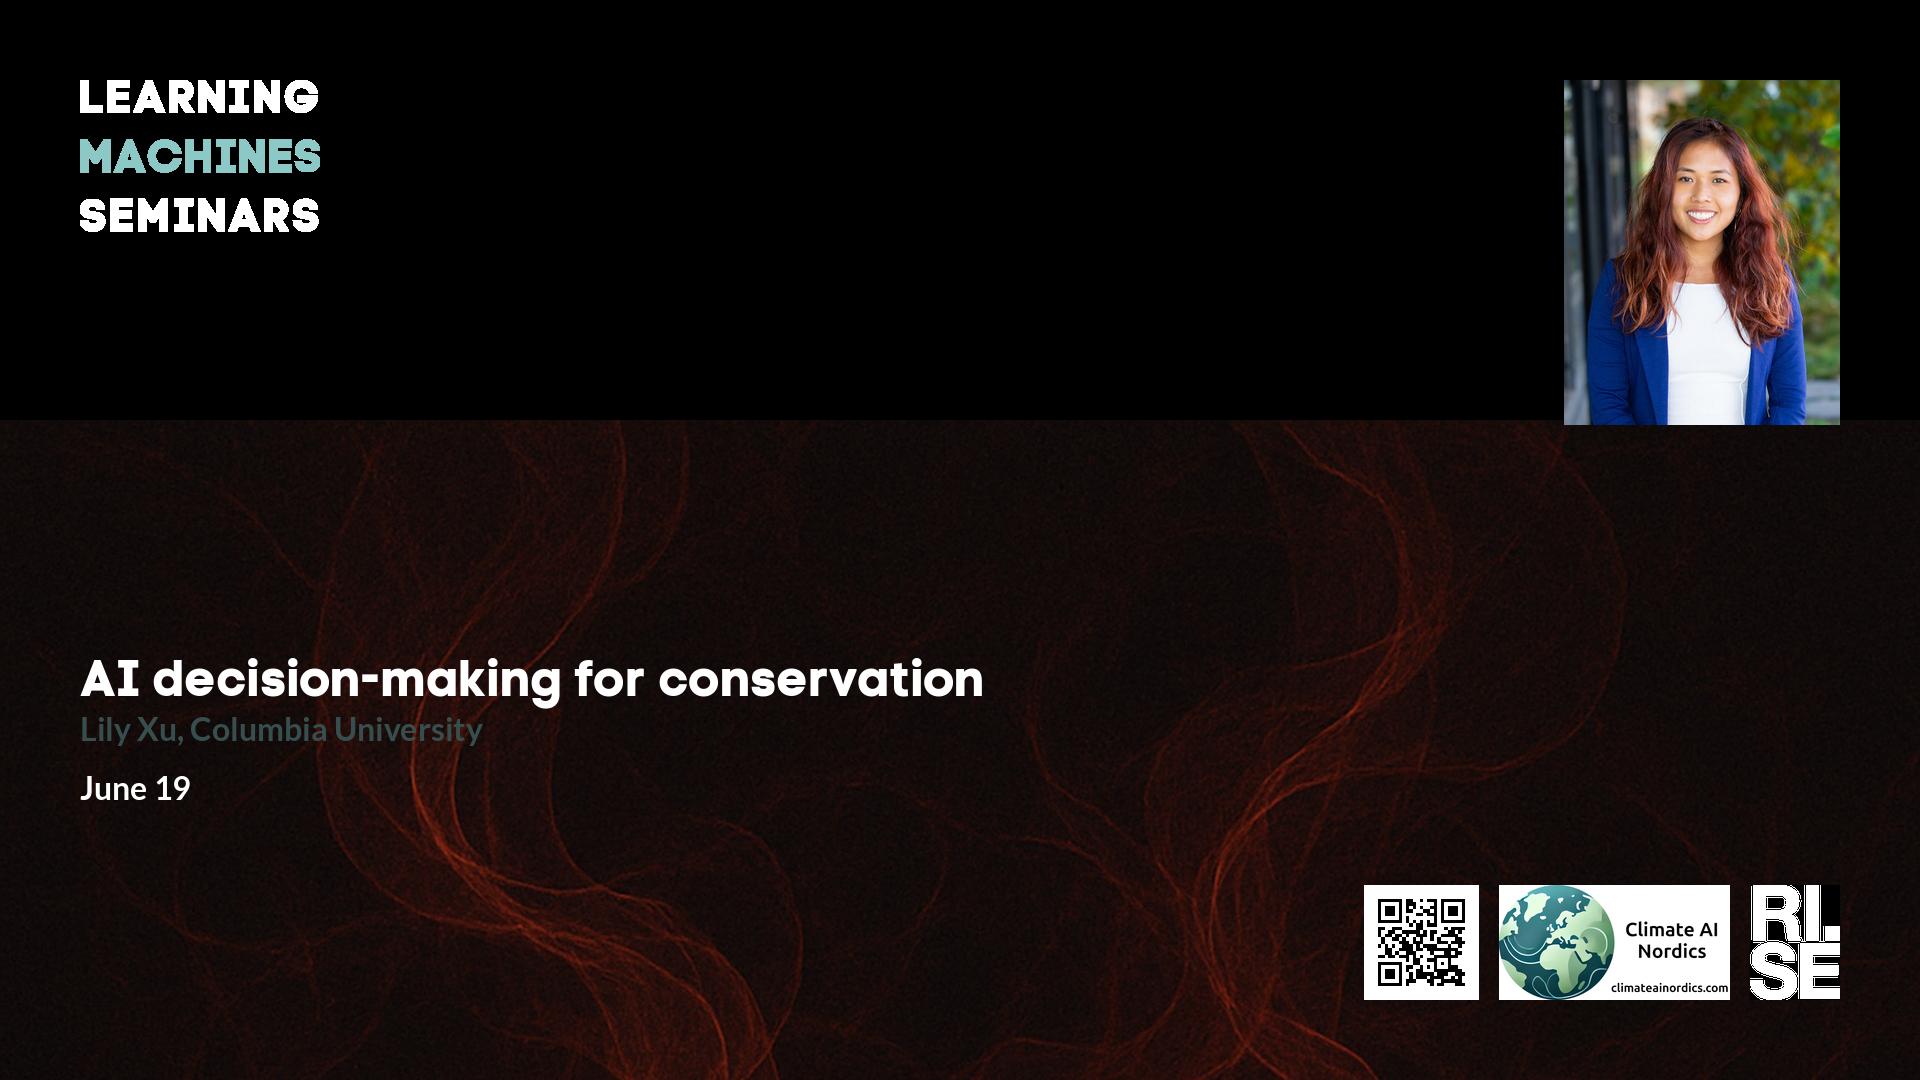 LEARNING
MACHINES
SEMINARS
AI decision-making for conservation
Lily Xu, Columbia University
June 19
Climate AI
Nordics
climateainordics.com
RI.
SE